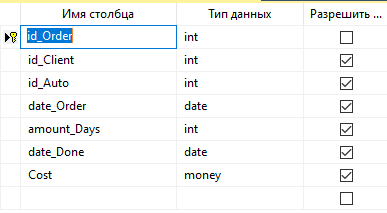 Имя столбца Тип данных Разрешить ...
id_Order int
id_Client int
id_Auto int
date_Order date
amount_Days int
date_Done date
Cost money